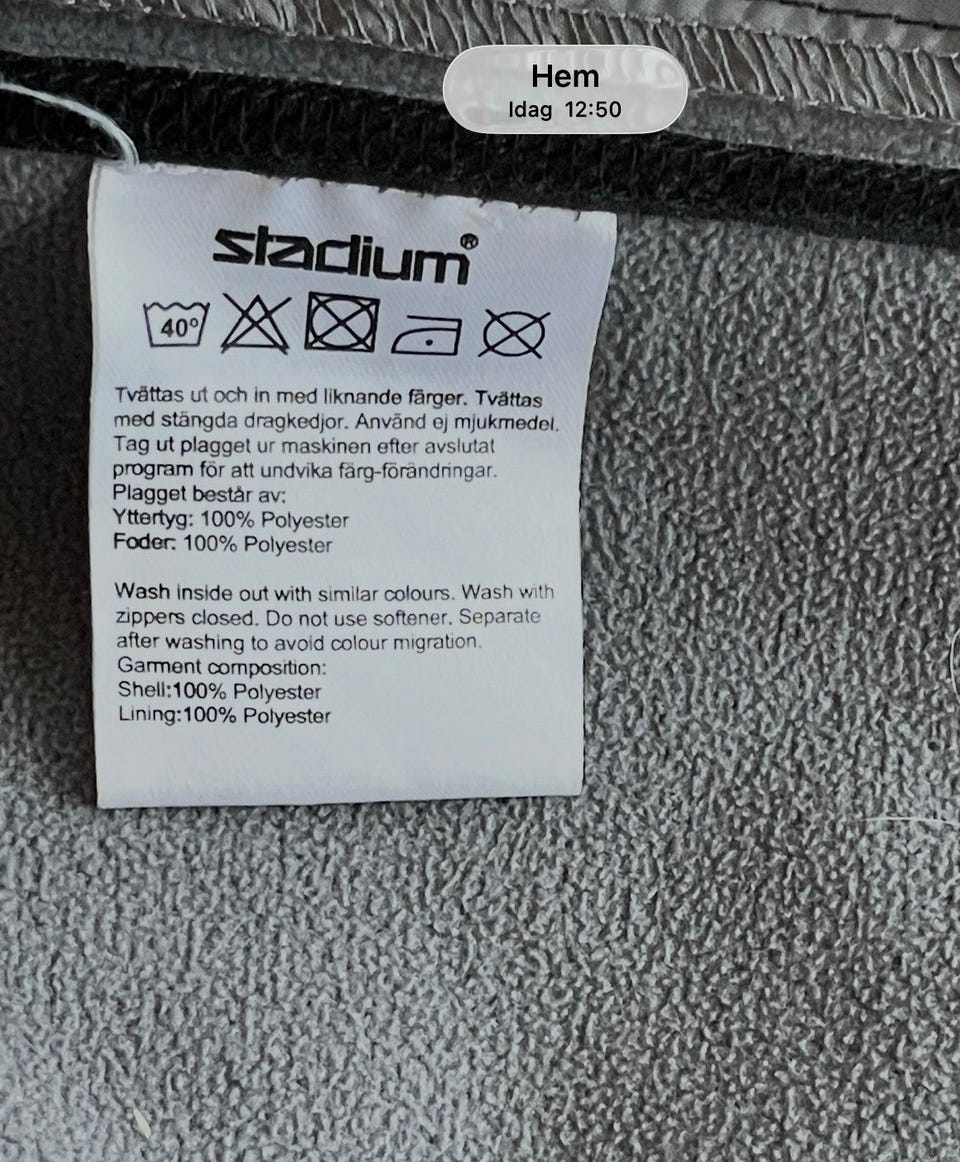 Hem
Idag 12:50
stadium®
40°
Tvättas ut och in med liknande färger. Tvättas
med stängda dragkedjor. Använd ej mjukmedel.
Tag ut plagget ur maskinen efter avslutat
program för att undvika färg-förändringar.
Plagget består av:
Yttertyg: 100% Polyester
Foder: 100% Polyester
Wash inside out with similar colours. Wash with
zippers closed. Do not use softener. Separate
after washing to avoid colour migration.
Garment composition:
Shell:100% Polyester
Lining:100% Polyester